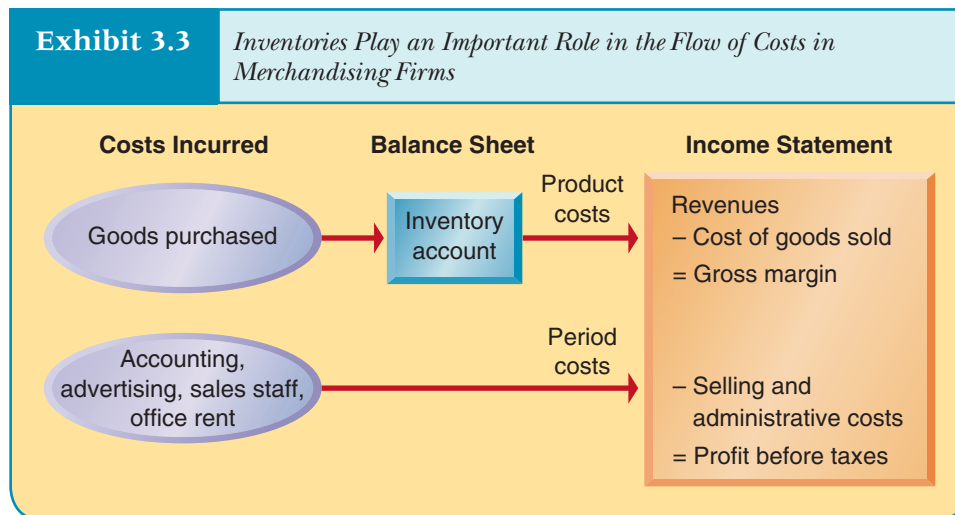 Exhibit 3.3
Inventories Play an Important Role in the Flow of Costs in
Merchandising Firms
Costs Incurred
Balance Sheet
Income Statement
Goods purchased
Inventory
account
Product
costs
Revenues
– Cost of goods sold
= Gross margin
Accounting,
advertising, sales staff,
office rent
Period
costs
– Selling and
administrative costs
= Profit before taxes